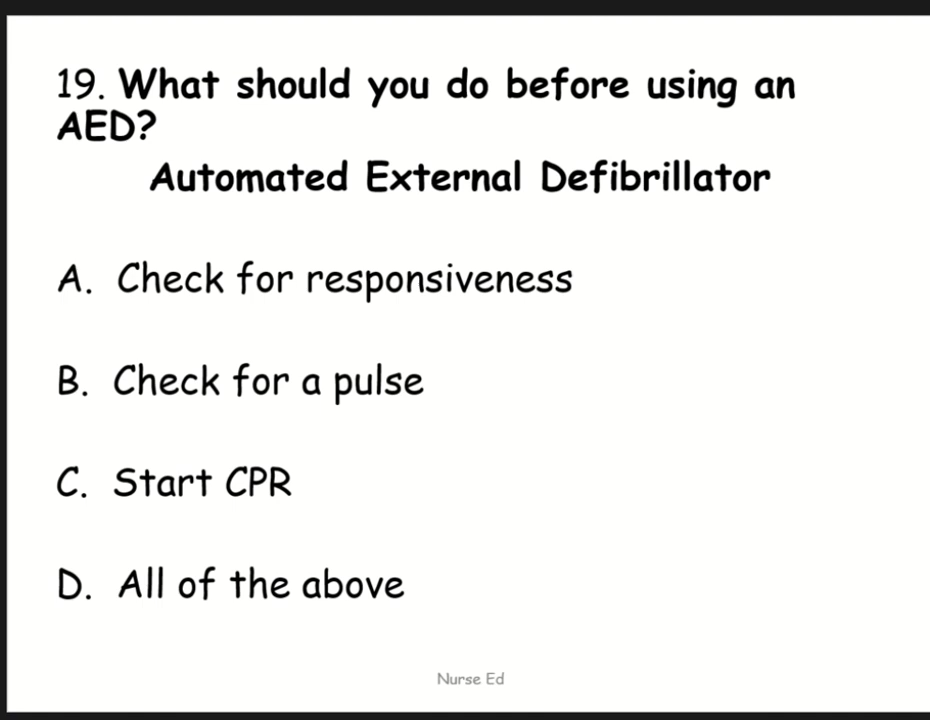 19. What should you do before using an
AED?
Automated External Defibrillator
A. Check for responsiveness
B. Check for a pulse
C. Start CPR
D. All of the above
Nurse Ed